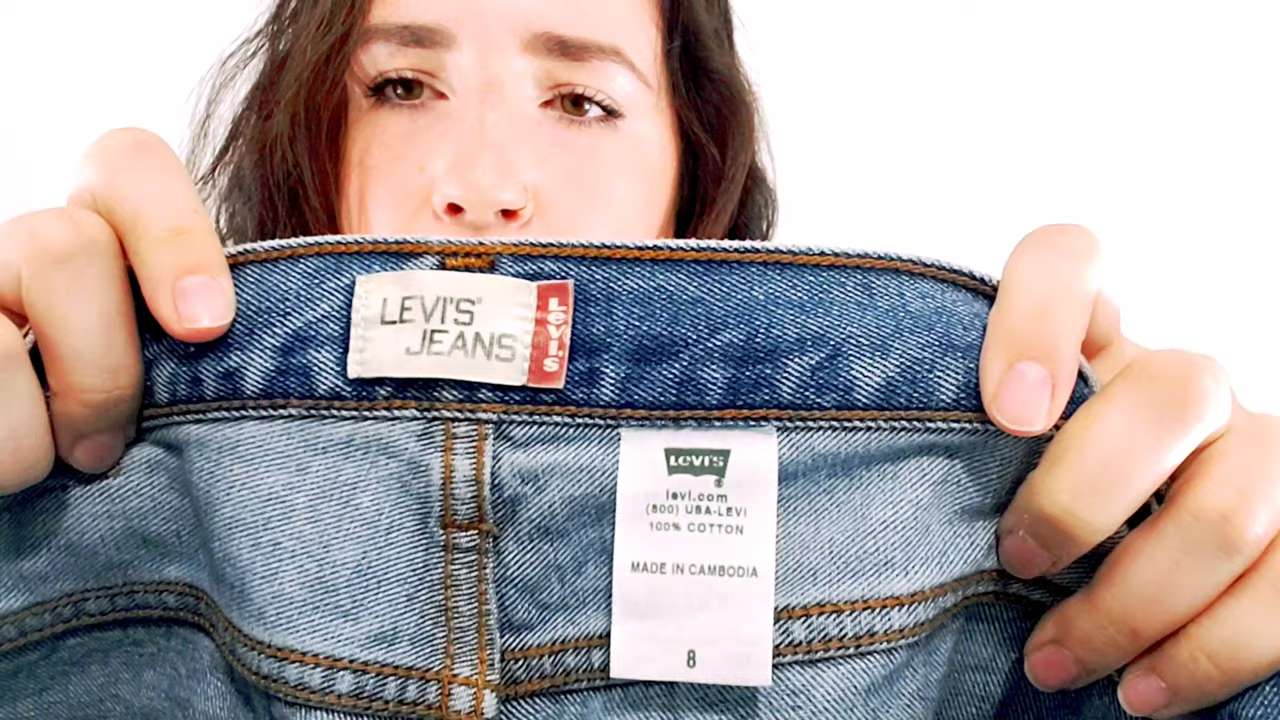 LEVI'S®
JEANS
LEVI'S
LEVI'S
®
levi.com
(800) USA-LEVI
100% COTTON
MADE IN CAMBODIA
8